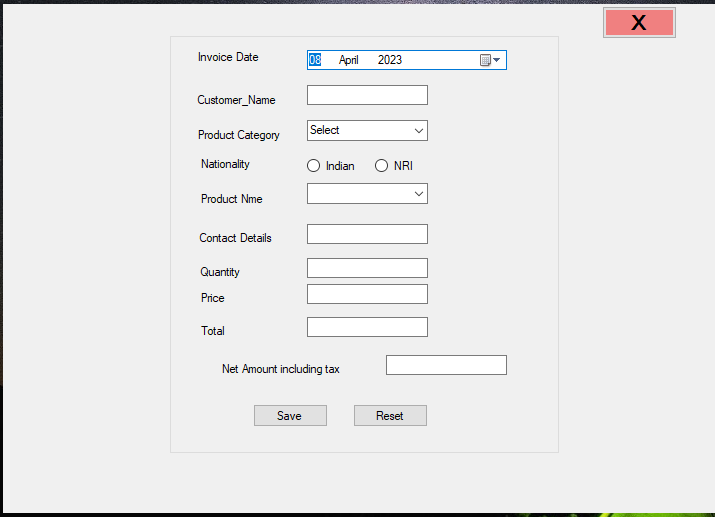 X
Invoice Date 08 April 2023
Customer_Name
Product Category Select
Nationality Indian NRI
Product Nme
Contact Details
Quantity
Price
Total
Net Amount including tax
Save Reset